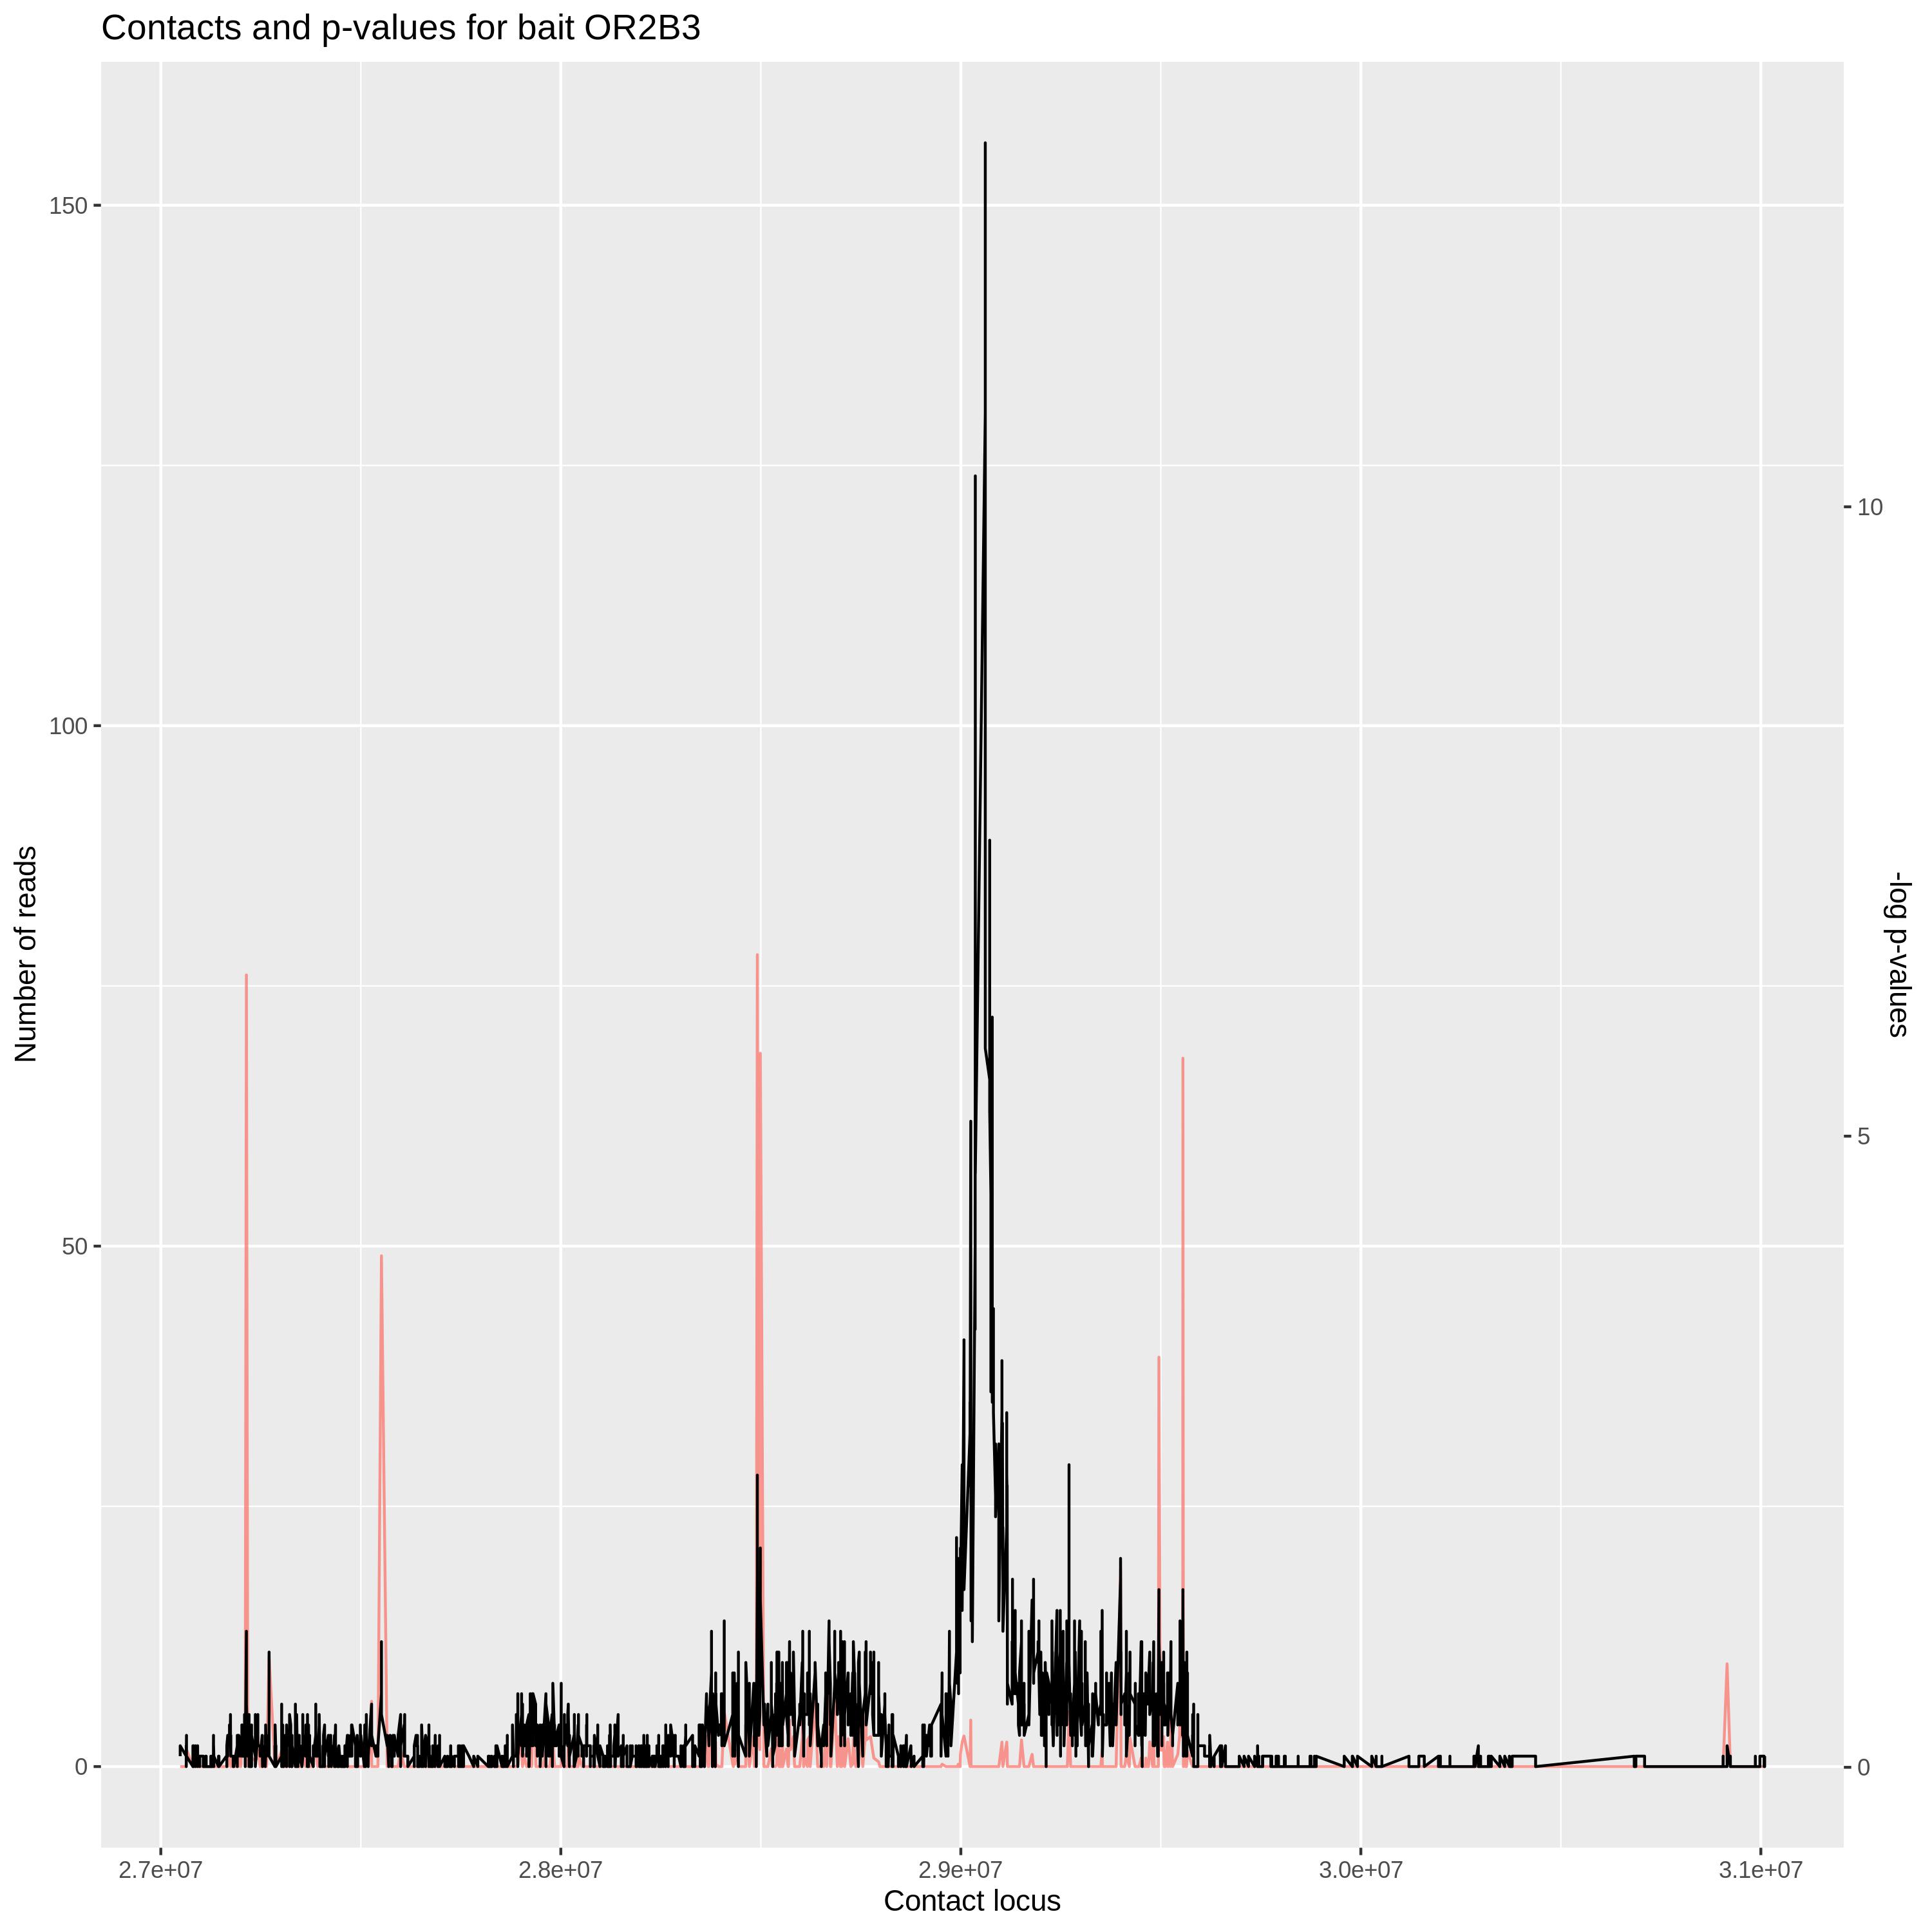 Contacts and p-values for bait OR2B3
150
100
50
0
Number of reads
10
5
0
-log p-values
2.7e+07 2.8e+07 2.9e+07 3.0e+07 3.1e+07
Contact locus